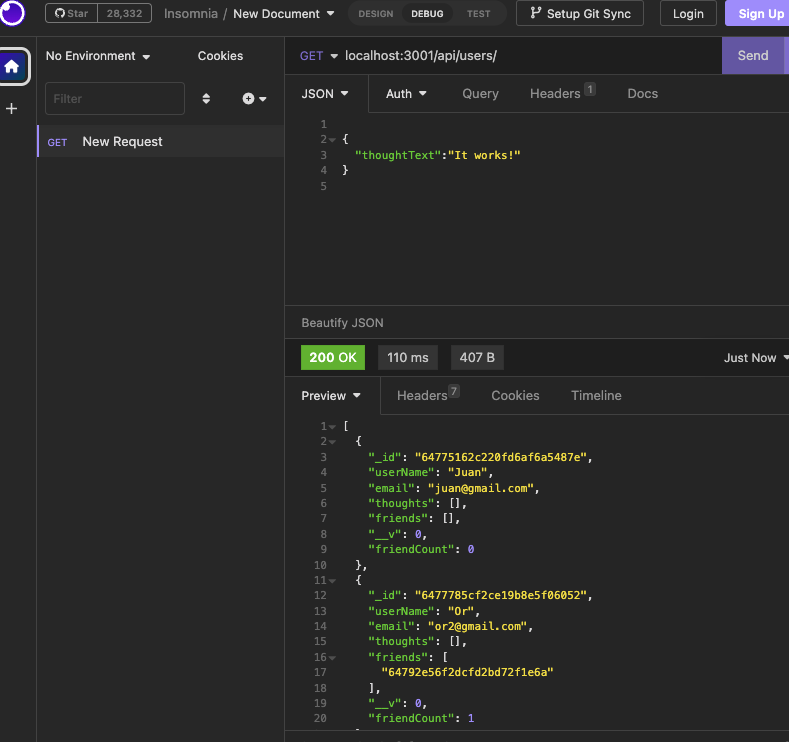 Star 28,332 Insomnia / New Document DESIGN DEBUG TEST Setup Git Sync Login Sign Up
No Environment Cookies
GET localhost:3001/api/users/ Send
Filter
JSON Auth Query Headers 1 Docs
GET New Request
1
2 {
3 "thoughtText":"It works!"
4 }
5
Beautify JSON
200 OK 110 ms 407 B Just Now
Preview Headers 7 Cookies Timeline
1 [
2 {
3 "_id": "64775162c220fd6af6a5487e",
4 "userName": "Juan",
5 "email": "juan@gmail.com",
6 "thoughts": [],
7 "friends": [],
8 "__v": 0,
9 "friendCount": 0
10 },
11 {
12 "_id": "6477785cf2ce19b8e5f06052",
13 "userName": "Or",
14 "email": "or2@gmail.com",
15 "thoughts": [],
16 "friends": [
17 "64792e56f2dcfd2bd72f1e6a"
18 ],
19 "__v": 0,
20 "friendCount": 1